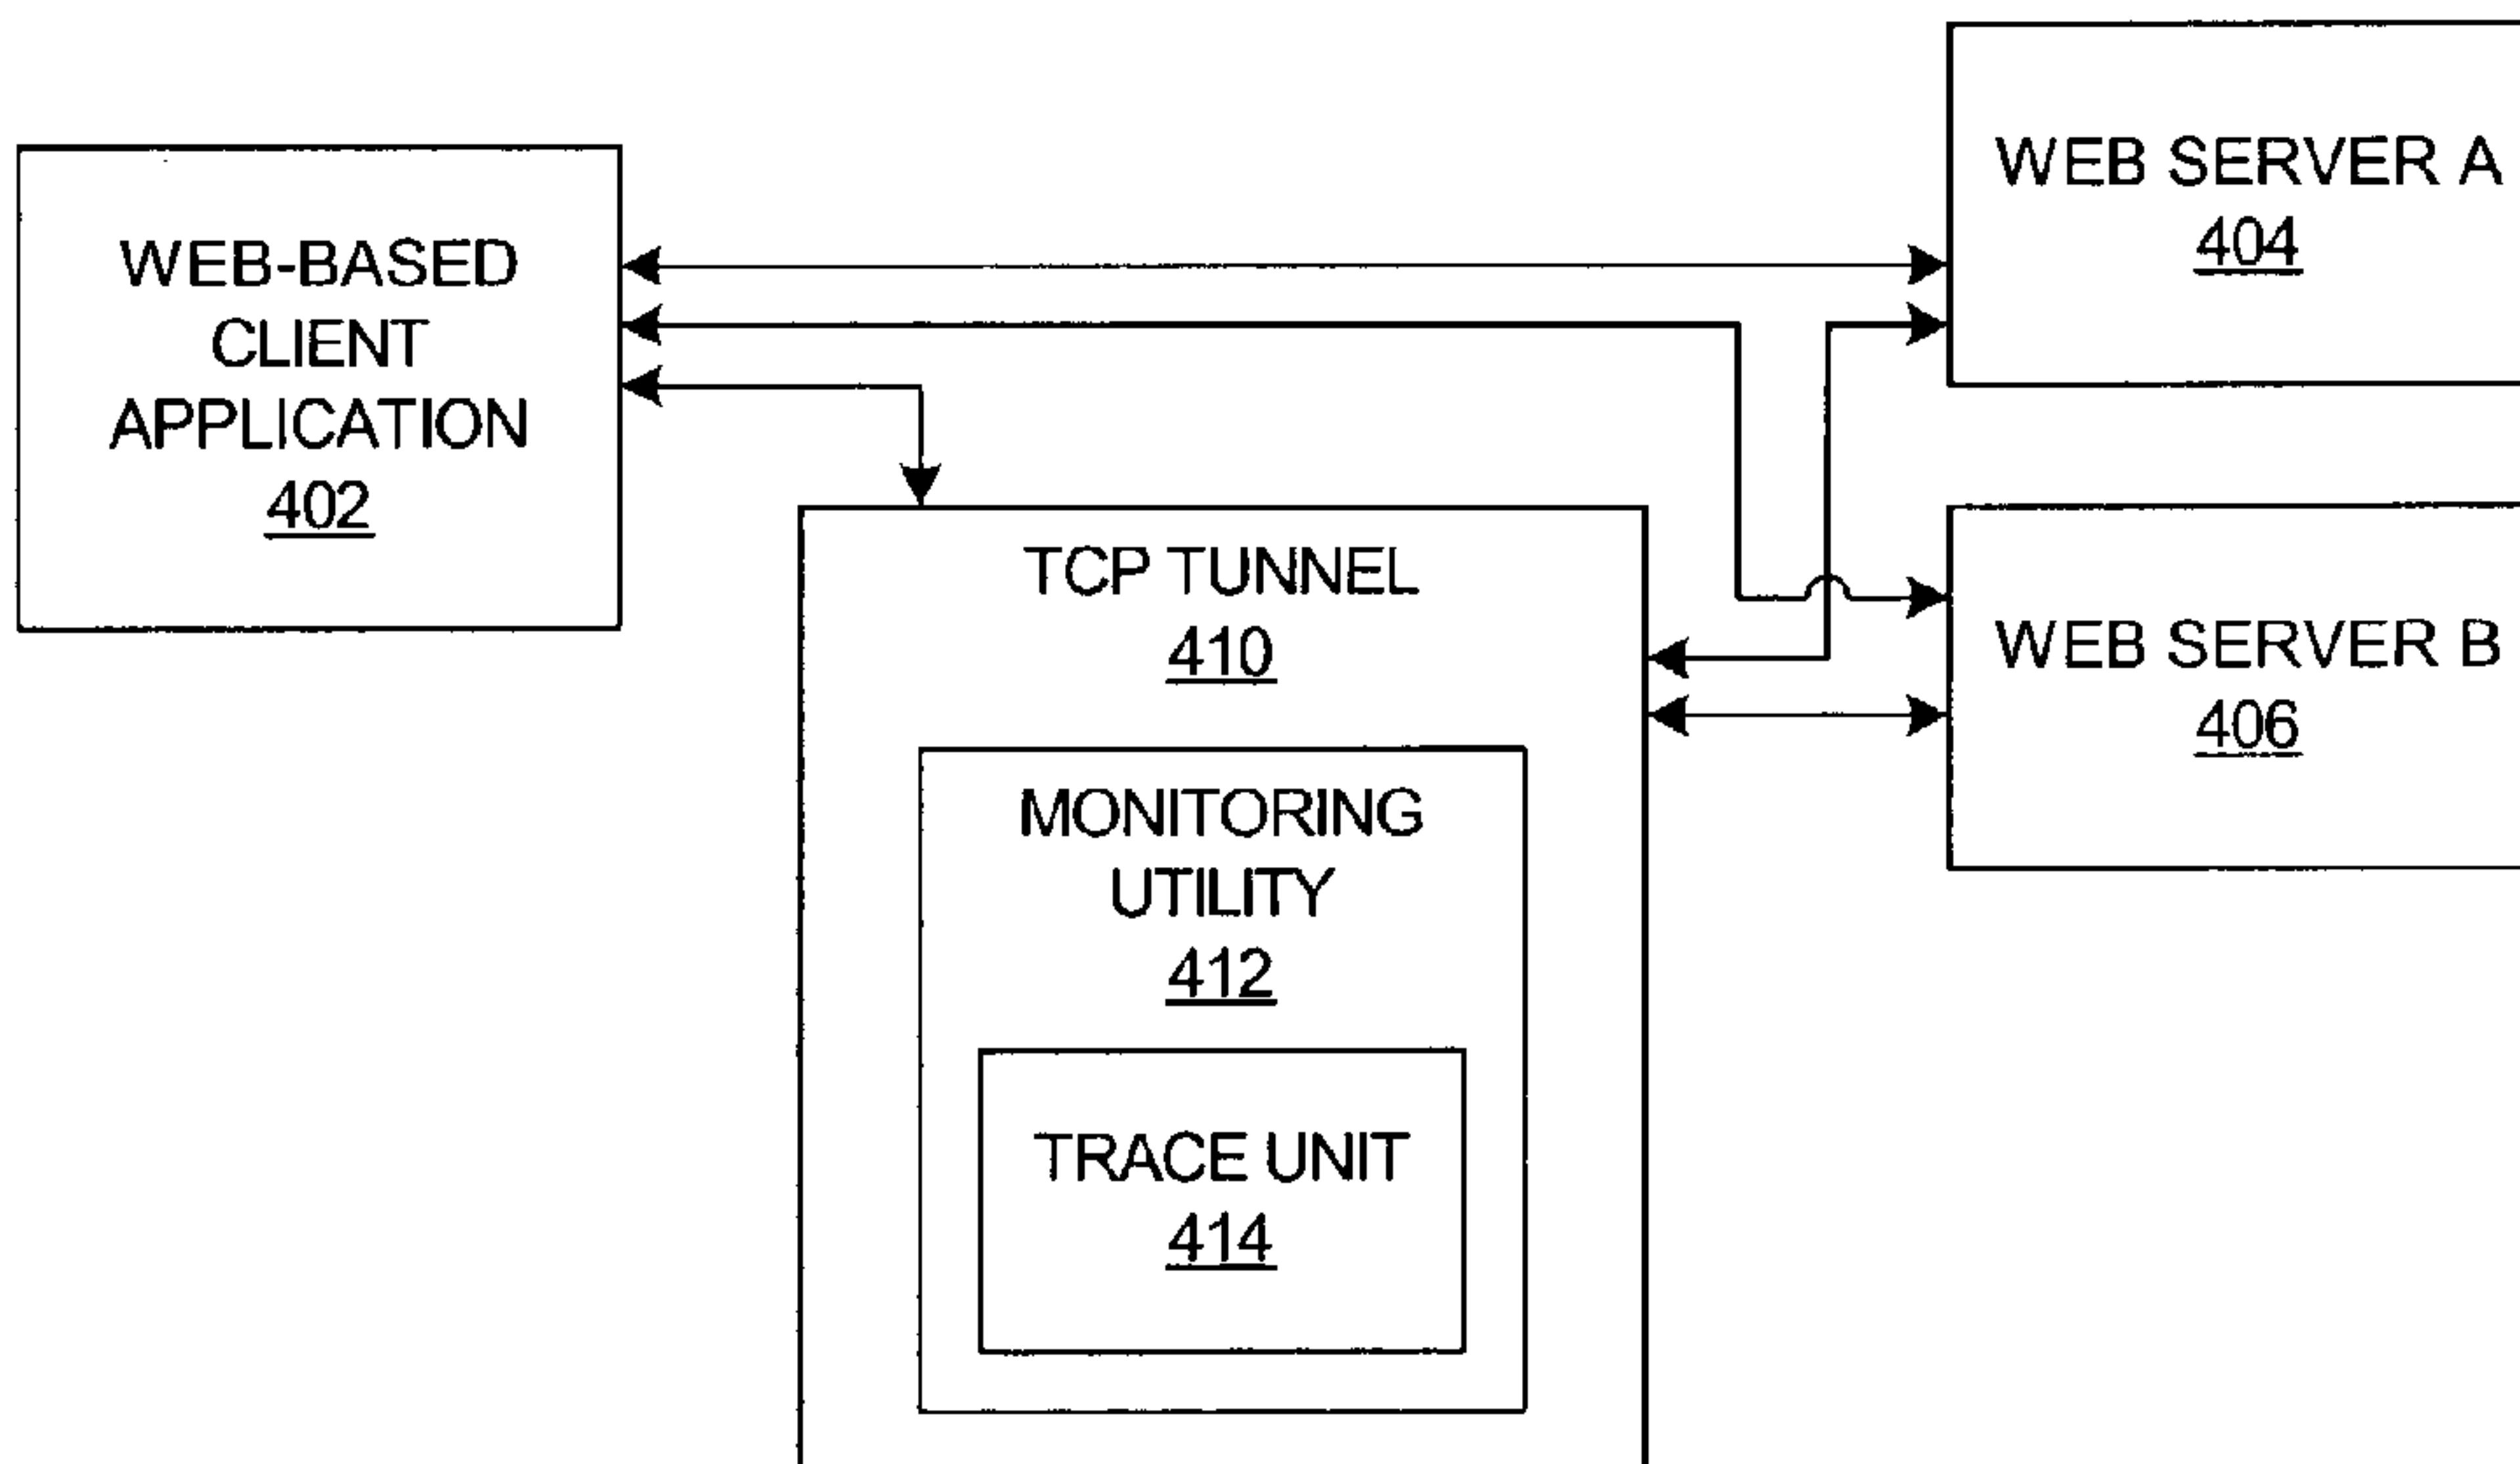 WEB-BASED
CLIENT
APPLICATION
402
WEB SERVER A
404
TCP TUNNEL
410
WEB SERVER B
406
MONITORING
UTILITY
412
TRACE UNIT
414